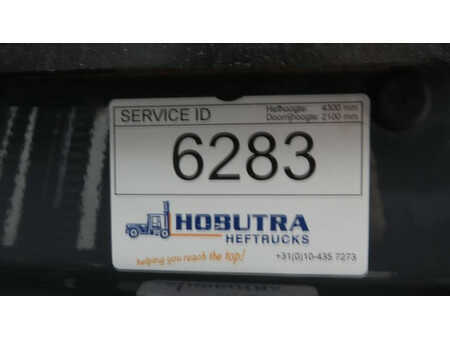 SERVICE ID
Hefhoogte: 4300 mm
Doorrijhoogte: 2100 mm
6283
HOBUTRA
HEFTRUCKS
helping you reach the top!
+31(0)10-435 7273